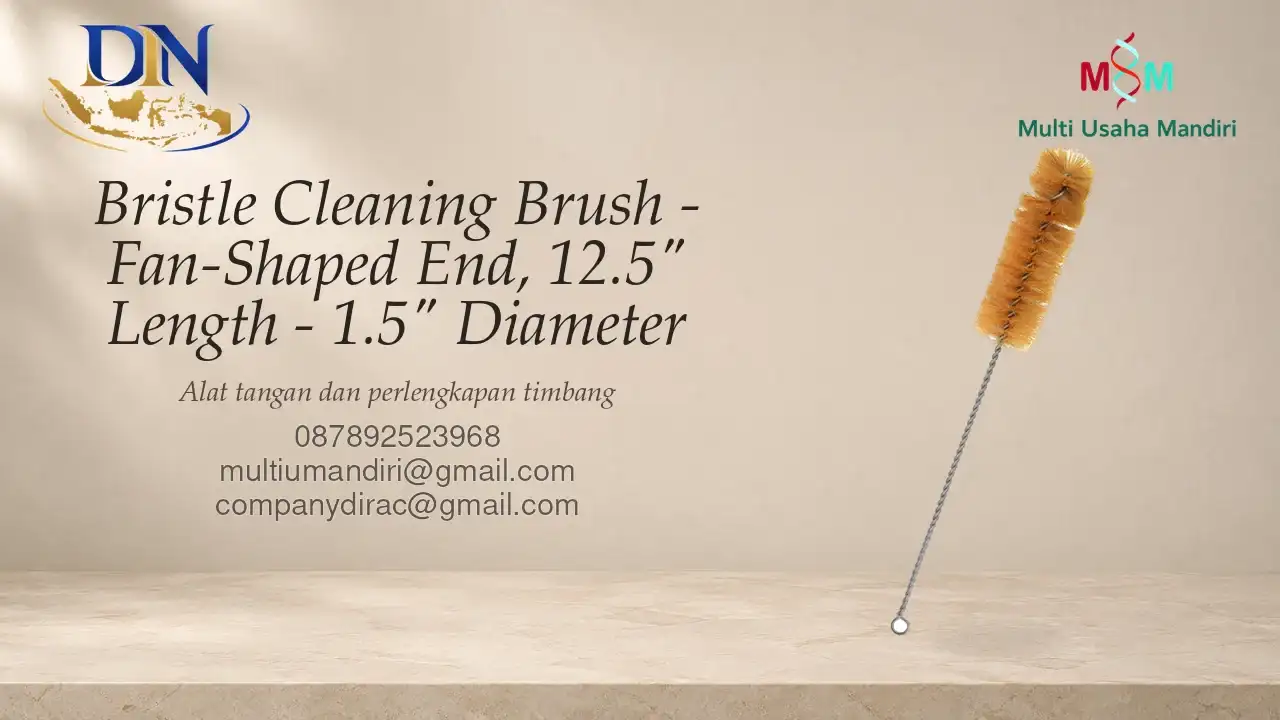 DN
M M
Multi Usaha Mandiri
Bristle Cleaning Brush -
Fan-Shaped End, 12.5"
Length - 1.5" Diameter
Alat tangan dan perlengkapan timbang
087892523968
multiumandiri@gmail.com
companydirac@gmail.com